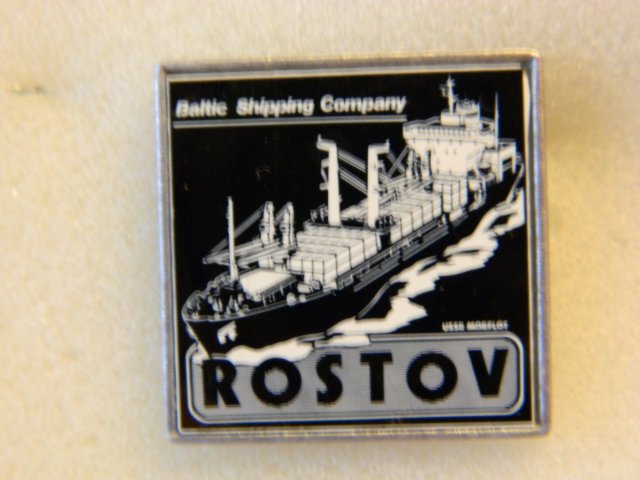 Baltic Shipping Company
USSR MORFLOT
ROSTOV